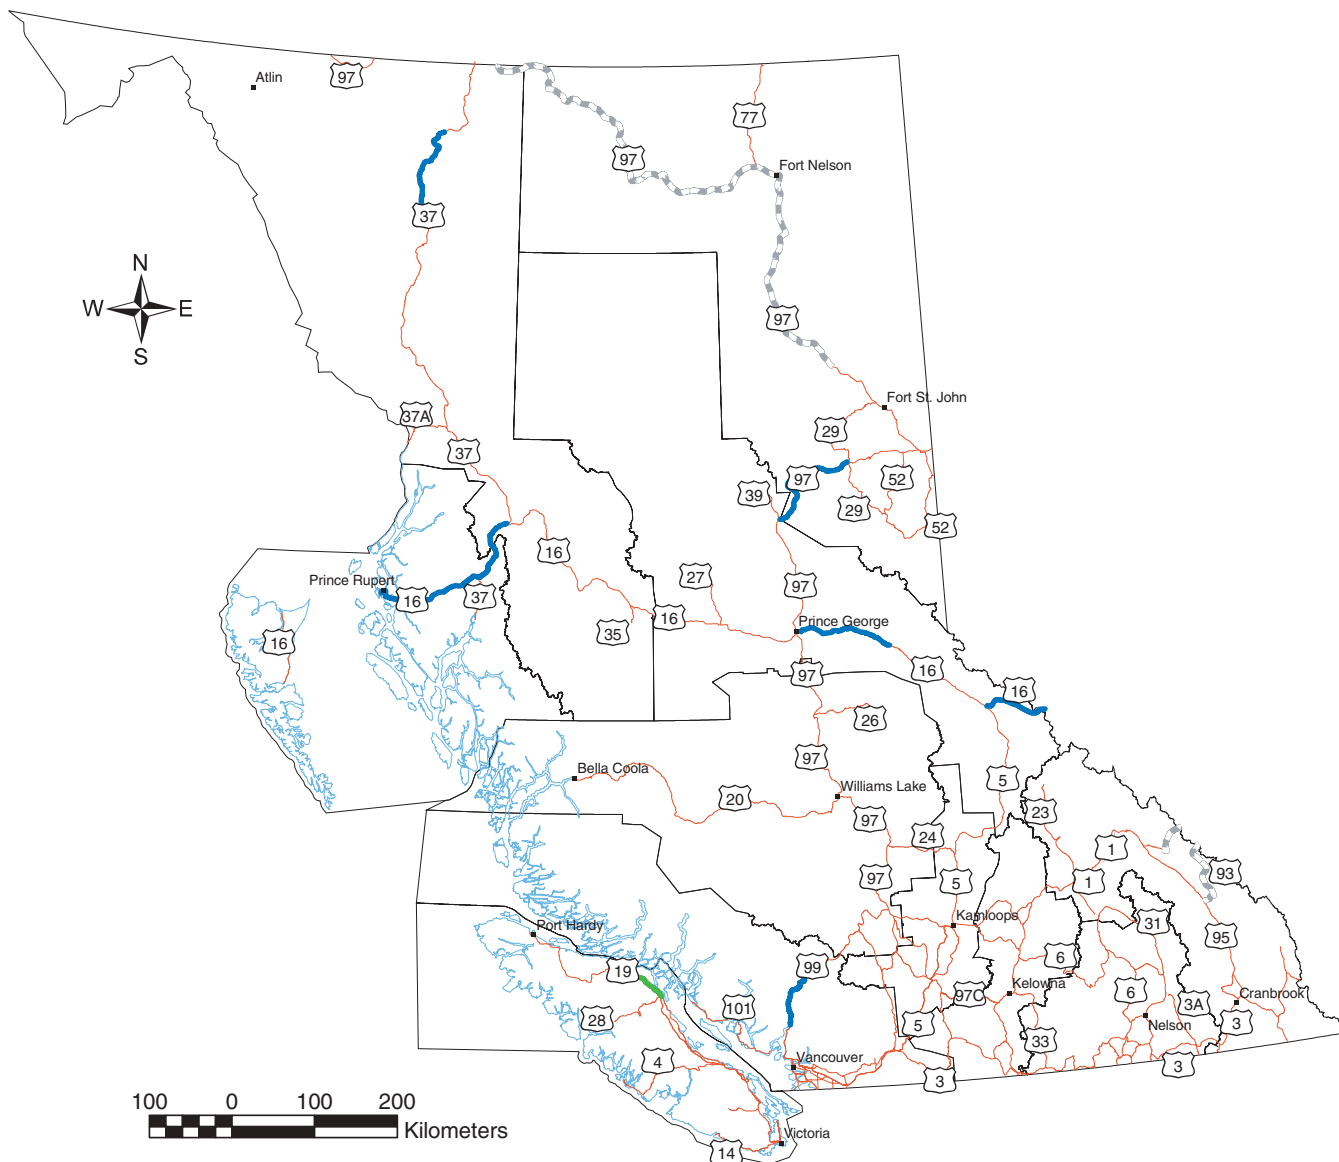 Atlin
97
77
97
Fort Nelson
37
N
W
E
S
97
Fort St. John
37A
29
37
97
52
39
29
52
16
27
97
Prince Rupert
16
37
16
Prince George
16
35
97
16
16
26
97
Bella Coola
5
Williams Lake
20
97
23
24
1
97
5
1
93
Kamloops
31
Port Hardy
95
6
99
19
Kelowna
97C
6
3A
Cranbrook
101
28
5
Nelson
3
33
Vancouver
4
3
3
100
0
100
200
Kilometers
Victoria
14